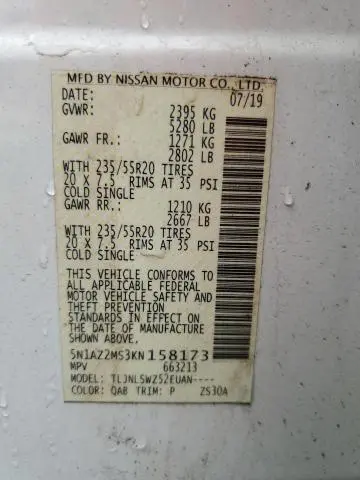 MFD BY NISSAN MOTOR CO., LTD.
DATE: 07/19
GVWR: 2395 KG
5280 LB
GAWR FR.: 1271 KG
2802 LB
WITH 235/55R20 TIRES
20 X 7.5 RIMS AT 35 PSI
COLD SINGLE
GAWR RR.: 1210 KG
2667 LB
WITH 235/55R20 TIRES
20 X 7.5 RIMS AT 35 PSI
COLD SINGLE
THIS VEHICLE CONFORMS TO
ALL APPLICABLE FEDERAL
MOTOR VEHICLE SAFETY AND
THEFT PREVENTION
STANDARDS IN EFFECT ON
THE DATE OF MANUFACTURE
SHOWN ABOVE.
5N1AZ2MS3KN158173
MPV 663213
MODEL: TLJNLSWZ52EUAN----
COLOR: QAB TRIM: P ZS30A